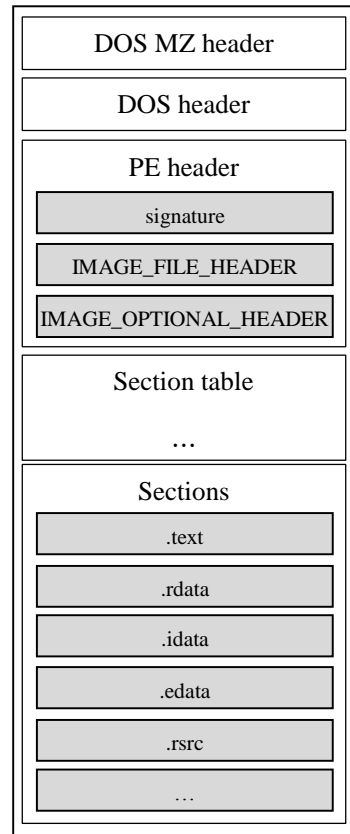 DOS MZ header
DOS header
PE header
signature
IMAGE_FILE_HEADER
IMAGE_OPTIONAL_HEADER
Section table
...
Sections
.text
.rdata
.idata
.edata
.rsrc
...